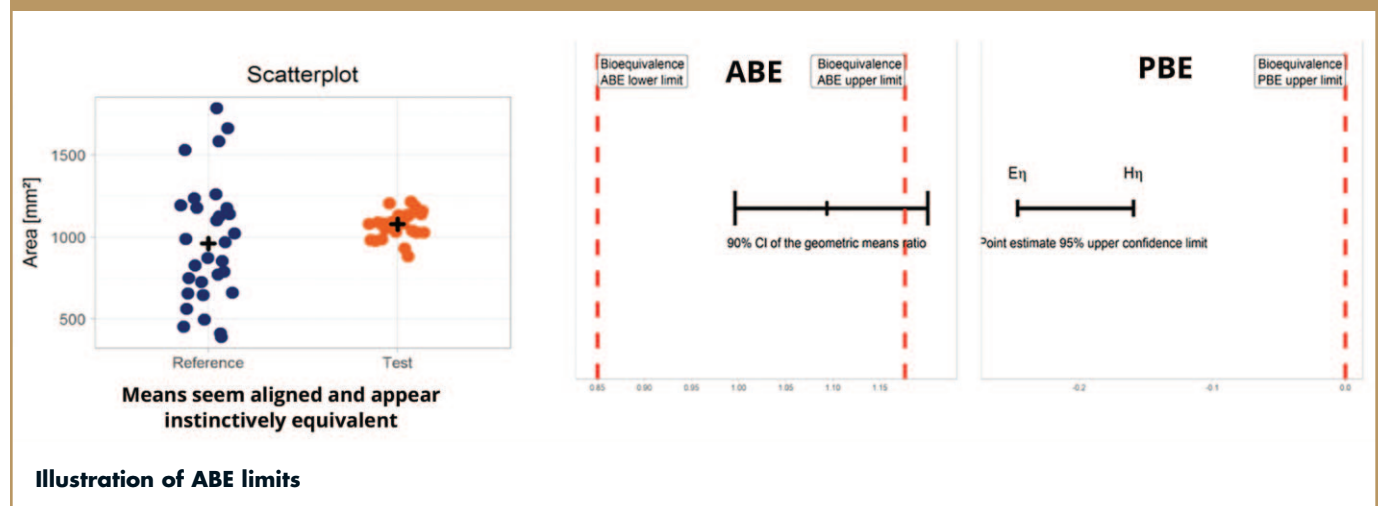 Scatterplot
Area [mm²]
1500
1000
500
Reference
Test
Means seem aligned and appear
instinctively equivalent
Bioequivalence
ABE lower limit
ABE
Bioequivalence
ABE upper limit
90% CI of the geometric means ratio
0.85
0.90
0.95
1.00
1.05
1.10
1.15
PBE
Bioequivalence
PBE upper limit
Eη
Hη
Point estimate 95% upper confidence limit
-0.2
-0.1
0.0
Illustration of ABE limits